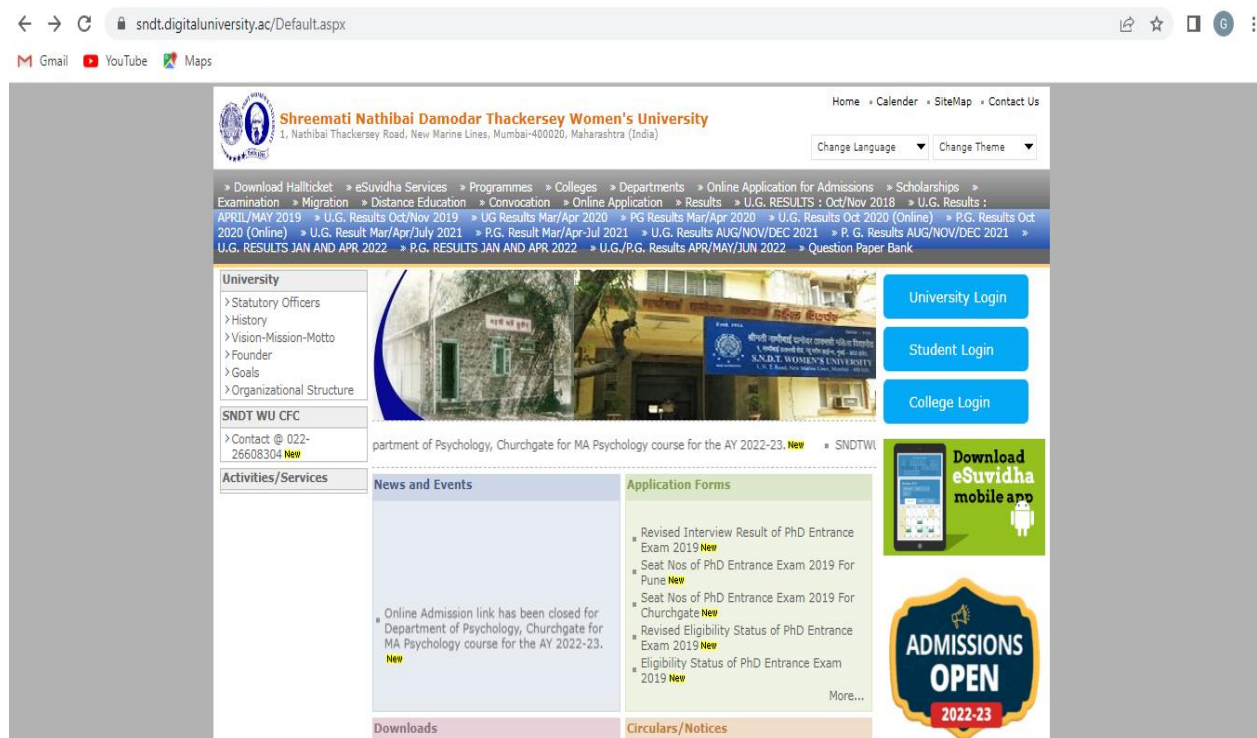 sndt.digitaluniversity.ac/Default.aspx
G
Gmail YouTube Maps
Home Calender SiteMap Contact Us
Shreemati Nathibai Damodar Thackersey Women's University
1, Nathibai Thackersey Road, New Marine Lines, Mumbai-400020, Maharashtra (India)
Change Language ▼ Change Theme ▼
» Download Hallticket » eSuvidha Services » Programmes » Colleges » Departments » Online Application for Admissions » Scholarships »
Examination » Migration » Distance Education » Convocation » Online Application » Results » U.G. RESULTS : Oct/Nov 2018 » U.G. Results :
APRIL/MAY 2019 » U.G. Results Oct/Nov 2019 » UG Results Mar/Apr 2020 » PG Results Mar/Apr 2020 » U.G. Results Oct 2020 (Online) » P.G. Results Oct
2020 (Online) » U.G. Result Mar/Apr/July 2021 » P.G. Result Mar/Apr-Jul 2021 » U.G. Results AUG/NOV/DEC 2021 » P. G. Results AUG/NOV/DEC 2021 »
U.G. RESULTS JAN AND APR 2022 » P.G. RESULTS JAN AND APR 2022 » U.G./P.G. Results APR/MAY/JUN 2022 » Question Paper Bank
University
Statutory Officers
History
Vision-Mission-Motto
Founder
Goals
Organizational Structure
SNDT WU CFC
Contact @ 022-
26608304 New
Activities/Services
S.N.D.T. WOMEN'S UNIVERSITY
University Login
Student Login
College Login
partment of Psychology, Churchgate for MA Psychology course for the AY 2022-23. New SNDTWU
News and Events
Online Admission link has been closed for
Department of Psychology, Churchgate for
MA Psychology course for the AY 2022-23.
New
Application Forms
Revised Interview Result of PhD Entrance
Exam 2019 New
Seat Nos of PhD Entrance Exam 2019 For
Pune New
Seat Nos of PhD Entrance Exam 2019 For
Churchgate New
Revised Eligibility Status of PhD Entrance
Exam 2019 New
Eligibility Status of PhD Entrance Exam
2019 New
More...
Download
eSuvidha
mobile app
ADMISSIONS
OPEN
2022-23
Downloads
Circulars/Notices